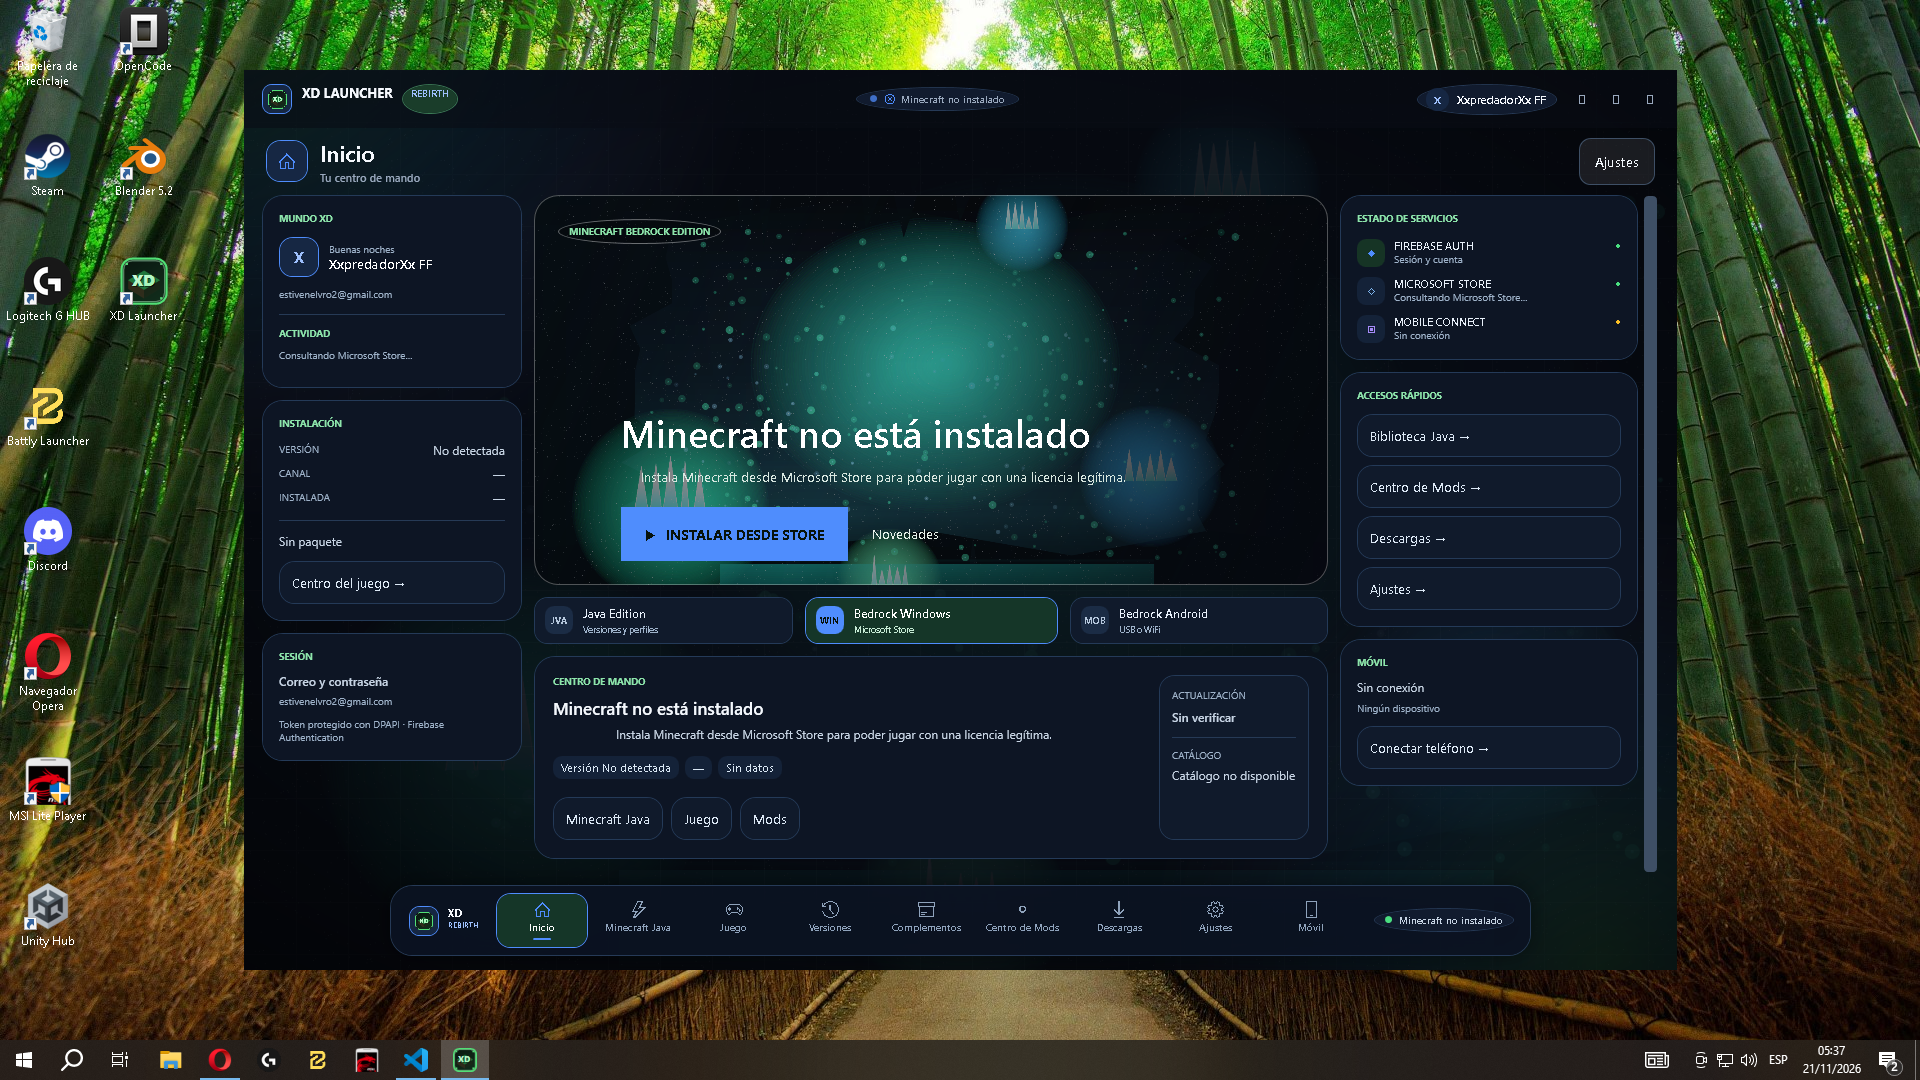 Papelera de
reciclaje
OpenCode
Steam
Blender 5.2
Logitech G HUB
XD
XD Launcher
Battly Launcher
Discord
Navegador
Opera
MSI Lite Player
Unity Hub
XD
XD LAUNCHER
REBIRTH
Minecraft no instalado
X
XxpredadorXx FF
Inicio
Tu centro de mando
Ajustes
MUNDO XD
X
Buenas noches
XxpredadorXx FF
estivenelvro2@gmail.com
ACTIVIDAD
Consultando Microsoft Store...
INSTALACIÓN
VERSIÓN
No detectada
CANAL
—
INSTALADA
—
Sin paquete
Centro del juego →
SESIÓN
Correo y contraseña
estivenelvro2@gmail.com
Token protegido con DPAPI · Firebase
Authentication
MINECRAFT BEDROCK EDITION
Minecraft no está instalado
Instala Minecraft desde Microsoft Store para poder jugar con una licencia legítima.
INSTALAR DESDE STORE
Novedades
JVA
Java Edition
Versiones y perfiles
WIN
Bedrock Windows
Microsoft Store
MOB
Bedrock Android
USB o WiFi
CENTRO DE MANDO
Minecraft no está instalado
Instala Minecraft desde Microsoft Store para poder jugar con una licencia legítima.
Versión No detectada
—
Sin datos
Minecraft Java
Juego
Mods
ACTUALIZACIÓN
Sin verificar
CATÁLOGO
Catálogo no disponible
ESTADO DE SERVICIOS
FIREBASE AUTH
Sesión y cuenta
MICROSOFT STORE
Consultando Microsoft Store...
MOBILE CONNECT
Sin conexión
ACCESOS RÁPIDOS
Biblioteca Java →
Centro de Mods →
Descargas →
Ajustes →
MÓVIL
Sin conexión
Ningún dispositivo
Conectar teléfono →
XD
XD
REBIRTH
Inicio
Minecraft Java
Juego
Versiones
Complementos
Centro de Mods
Descargas
Ajustes
Móvil
Minecraft no instalado
XD
ESP
05:37
21/11/2026
2